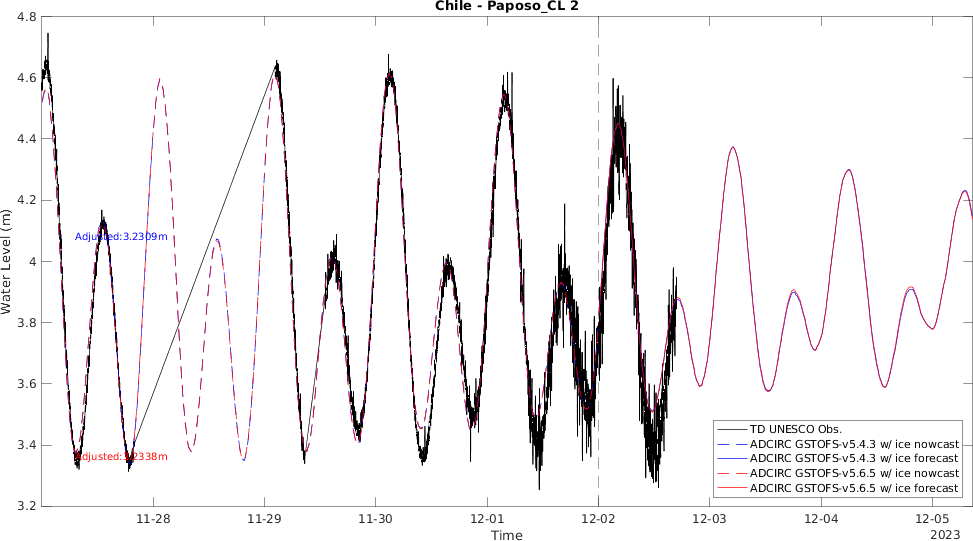 Chile - Paposo_CL 2
4.8
4.6
4.4
4.2
4
3.8
3.6
3.4
3.2
Water Level (m)
Adjusted:3.2309m
Adjusted:3.2338m
TD UNESCO Obs.
ADCIRC GSTOFS-v5.4.3 w/ ice nowcast
ADCIRC GSTOFS-v5.4.3 w/ ice forecast
ADCIRC GSTOFS-v5.6.5 w/ ice nowcast
ADCIRC GSTOFS-v5.6.5 w/ ice forecast
11-28 11-29 11-30 12-01 12-02 12-03 12-04 12-05
Time 2023